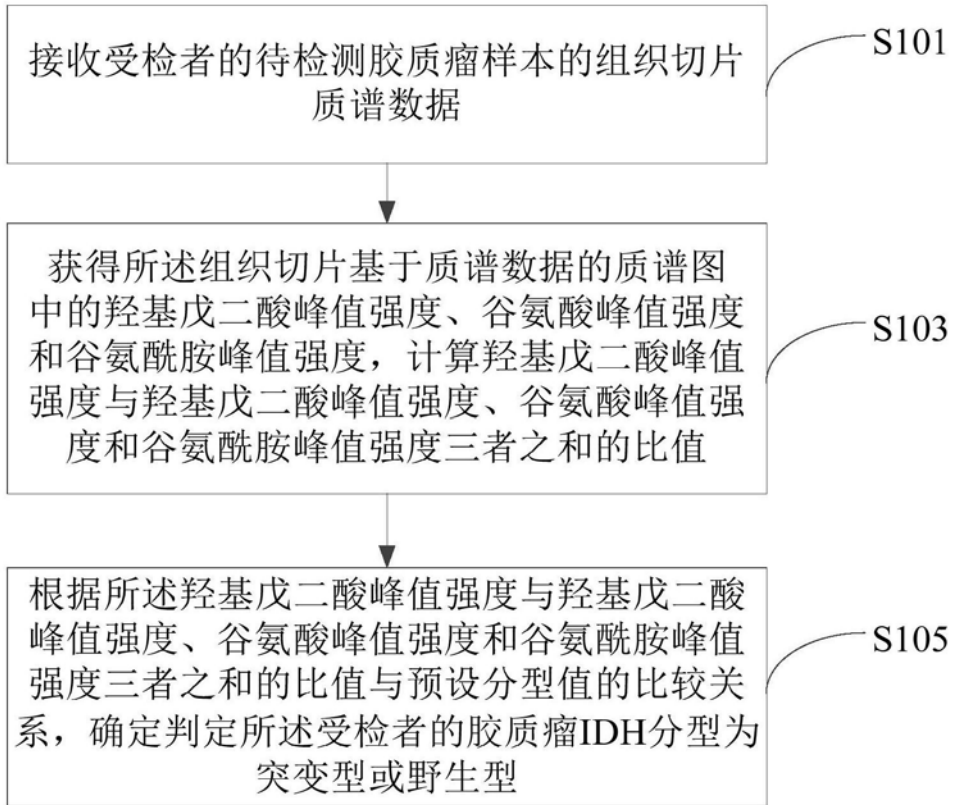 接收受检者的待检测胶质瘤样本的组织切片
质谱数据
S101
获得所述组织切片基于质谱数据的质谱图
中的羟基戊二酸峰值强度、谷氨酸峰值强度
和谷氨酰胺峰值强度，计算羟基戊二酸峰值
强度与羟基戊二酸峰值强度、谷氨酸峰值强
度和谷氨酰胺峰值强度三者之和的比值
S103
根据所述羟基戊二酸峰值强度与羟基戊二酸
峰值强度、谷氨酸峰值强度和谷氨酰胺峰值
强度三者之和的比值与预设分型值的比较关
系，确定判定所述受检者的胶质瘤IDH分型为
突变型或野生型
S105